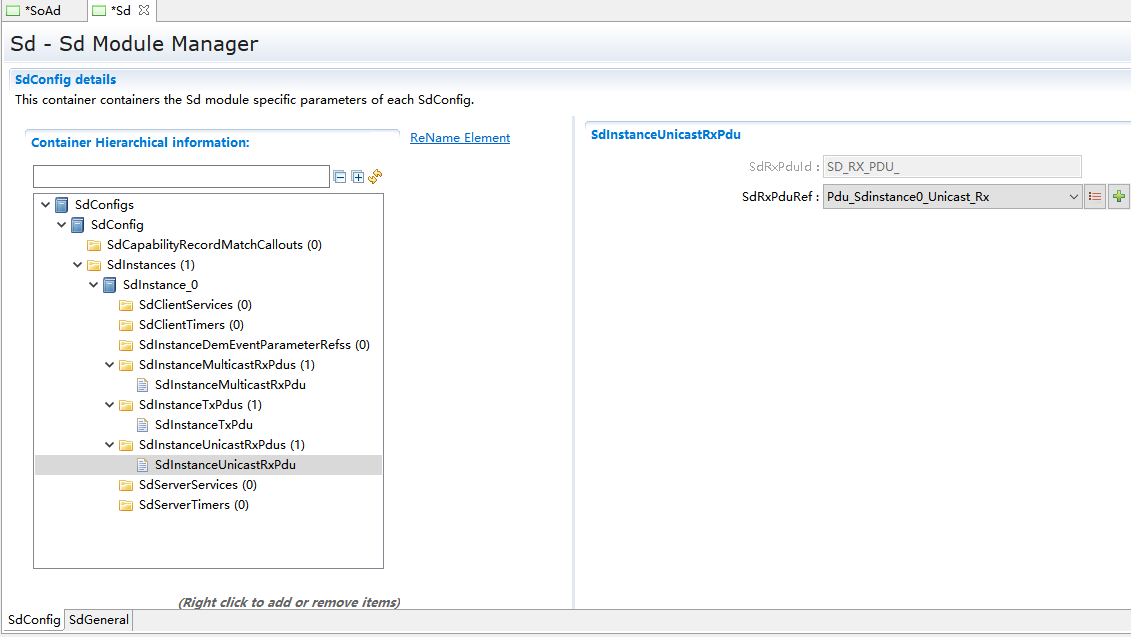 *SoAd
*Sd
Sd - Sd Module Manager
SdConfig details
This container containers the Sd module specific parameters of each SdConfig.
Container Hierarchical information:
ReName Element
SdConfigs
SdConfig
SdCapabilityRecordMatchCallouts (0)
SdInstances (1)
SdInstance_0
SdClientServices (0)
SdClientTimers (0)
SdInstanceDemEventParameterRefss (0)
SdInstanceMulticastRxPdus (1)
SdInstanceMulticastRxPdu
SdInstanceTxPdus (1)
SdInstanceTxPdu
SdInstanceUnicastRxPdus (1)
SdInstanceUnicastRxPdu
SdServerServices (0)
SdServerTimers (0)
(Right click to add or remove items)
SdInstanceUnicastRxPdu
SdRxPduId : SD_RX_PDU_
SdRxPduRef : Pdu_Sdinstance0_Unicast_Rx
SdConfig SdGeneral